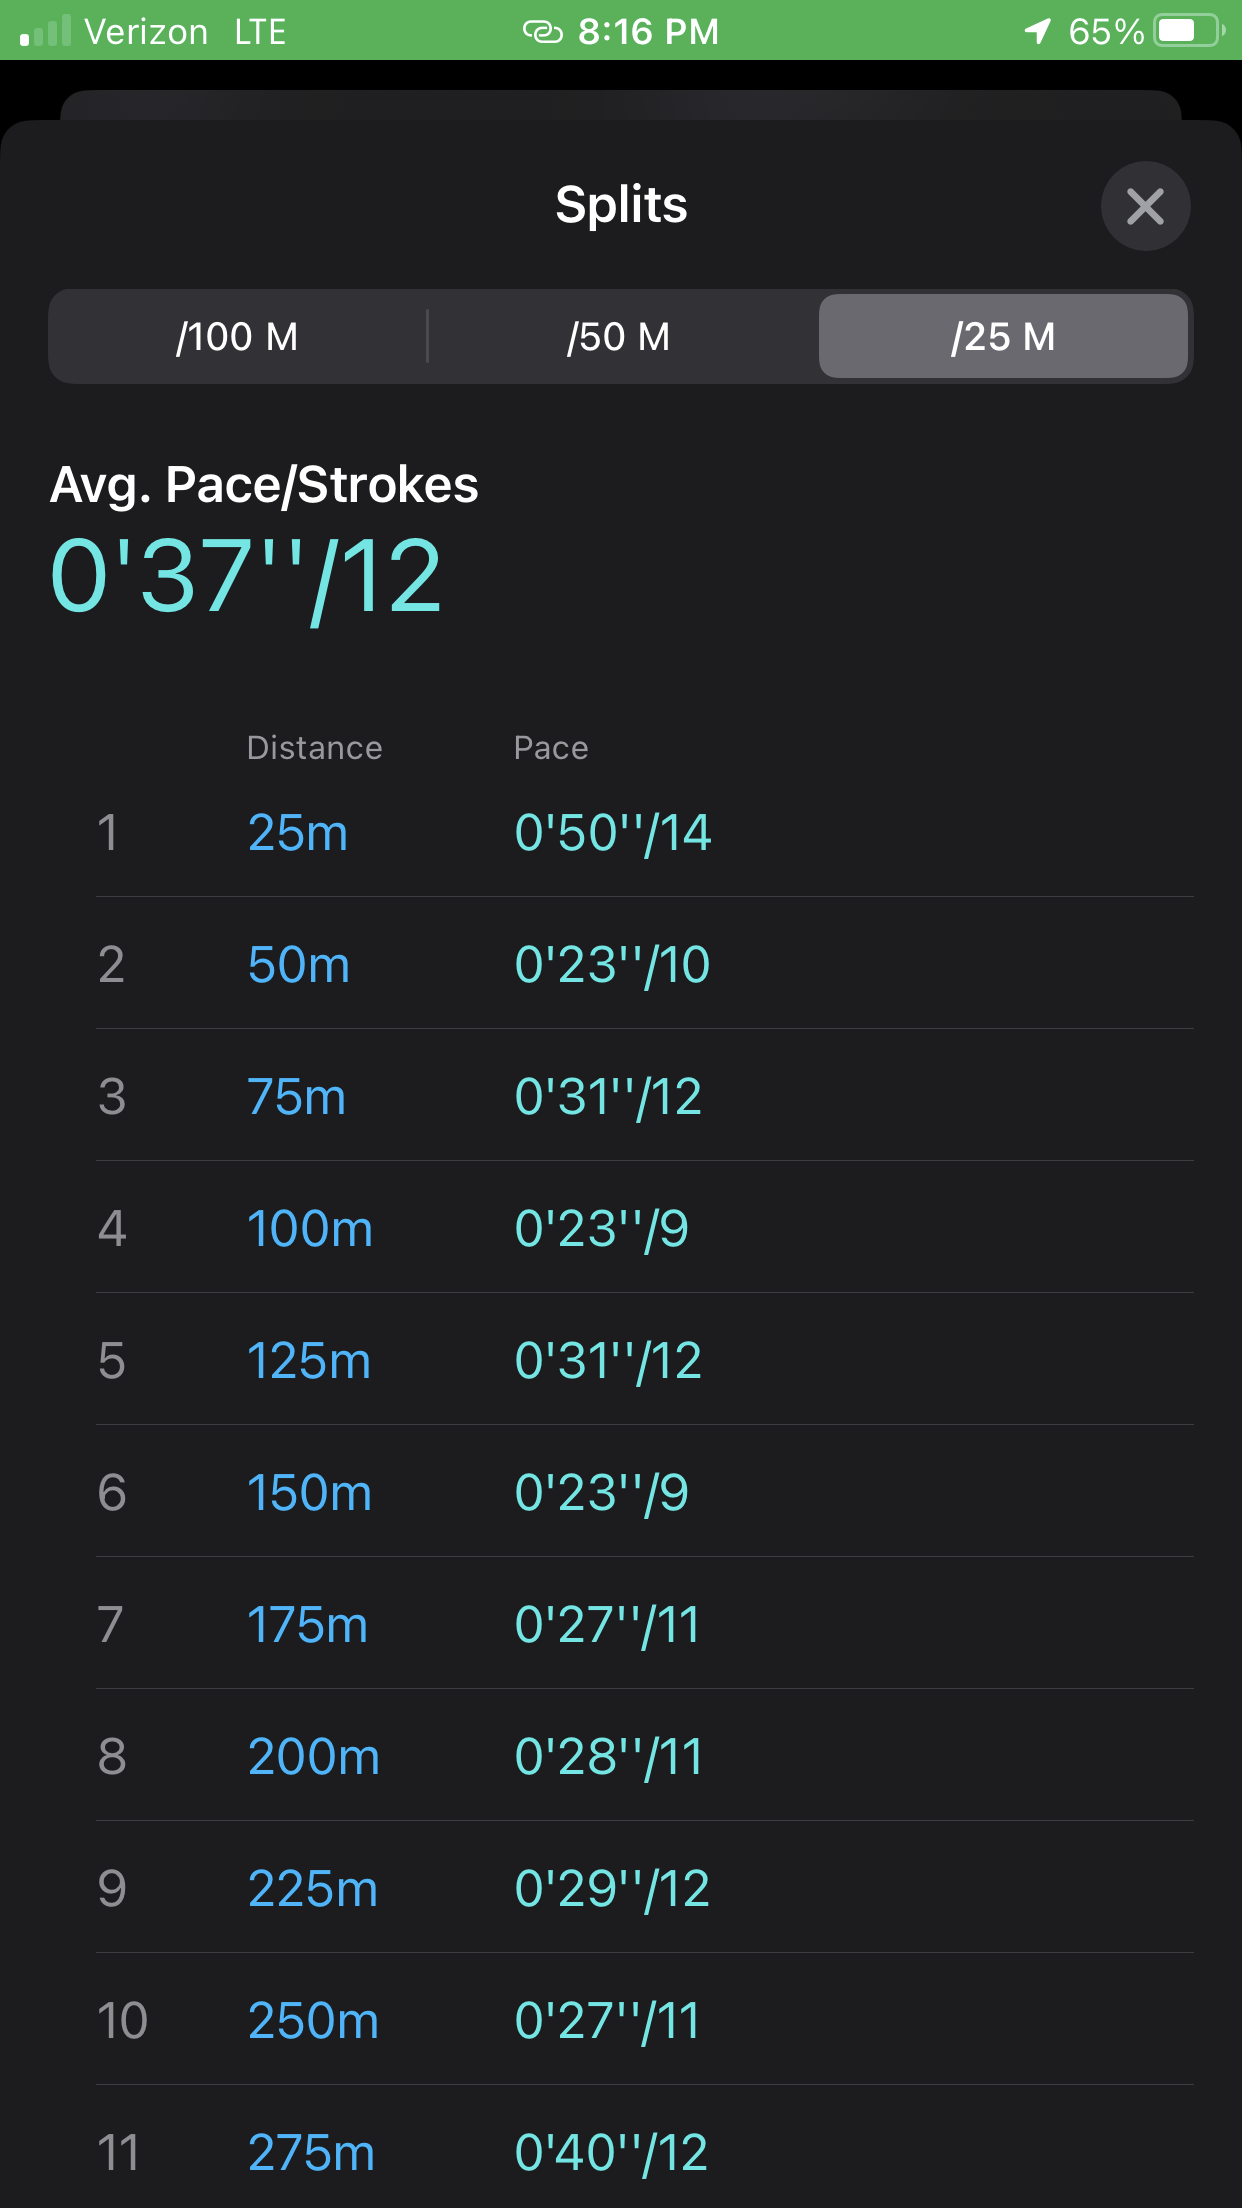 Verizon LTE 8:16 PM 65%
Splits
/100 M /50 M /25 M
Avg. Pace/Strokes
0'37''/12
Distance Pace
1 25m 0'50''/14
2 50m 0'23''/10
3 75m 0'31''/12
4 100m 0'23''/9
5 125m 0'31''/12
6 150m 0'23''/9
7 175m 0'27''/11
8 200m 0'28''/11
9 225m 0'29''/12
10 250m 0'27''/11
11 275m 0'40''/12